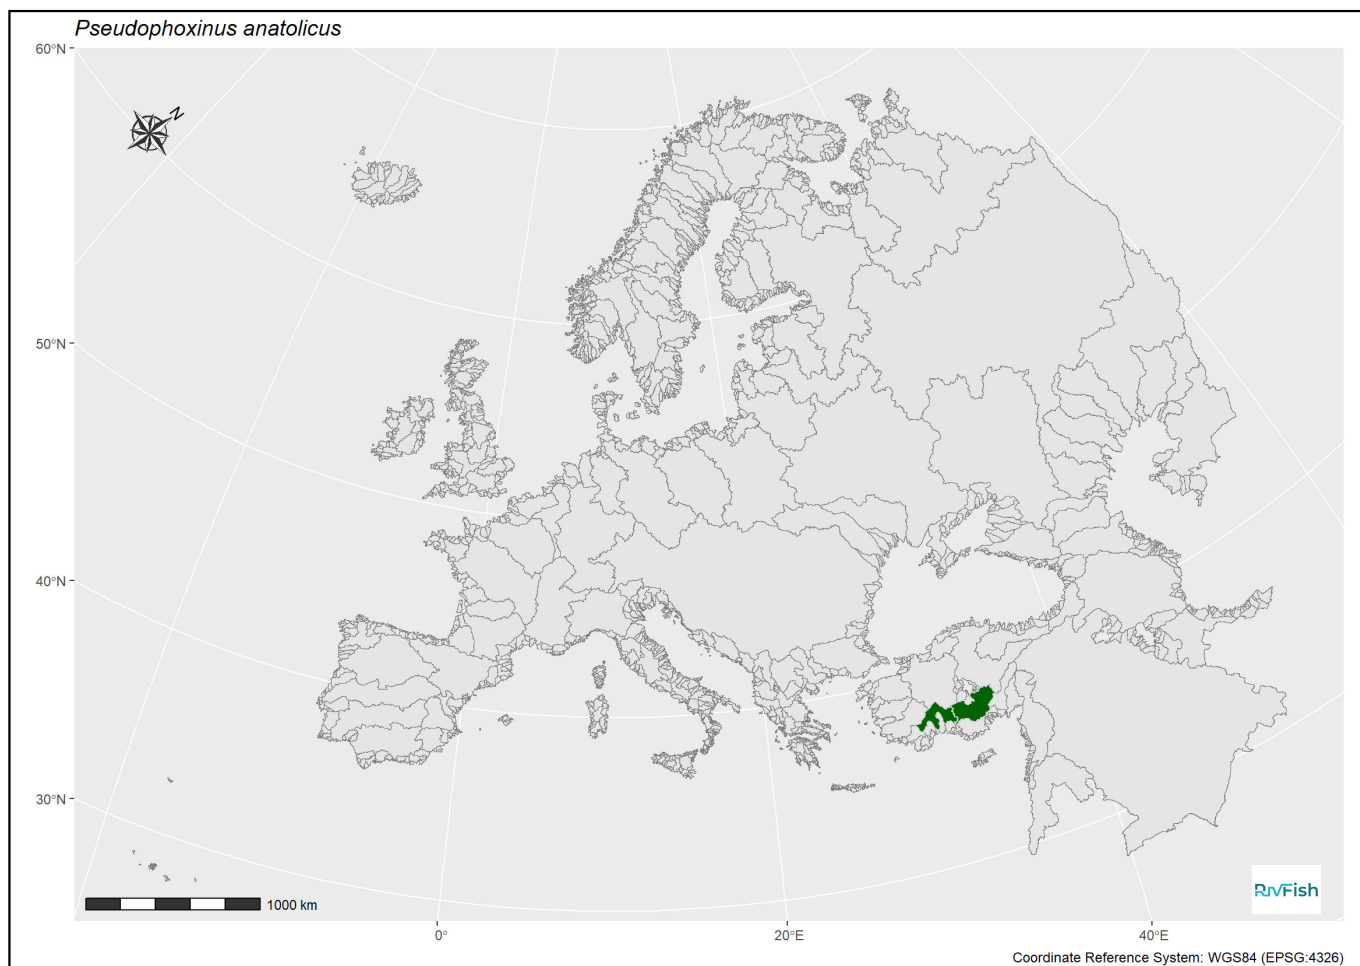 Pseudophoxinus anatolicus
60°N
N
50°N
40°N
30°N
RIVFISH
1000 km
0°
20°E
40°E
Coordinate Reference System: WGS84 (EPSG:4326)